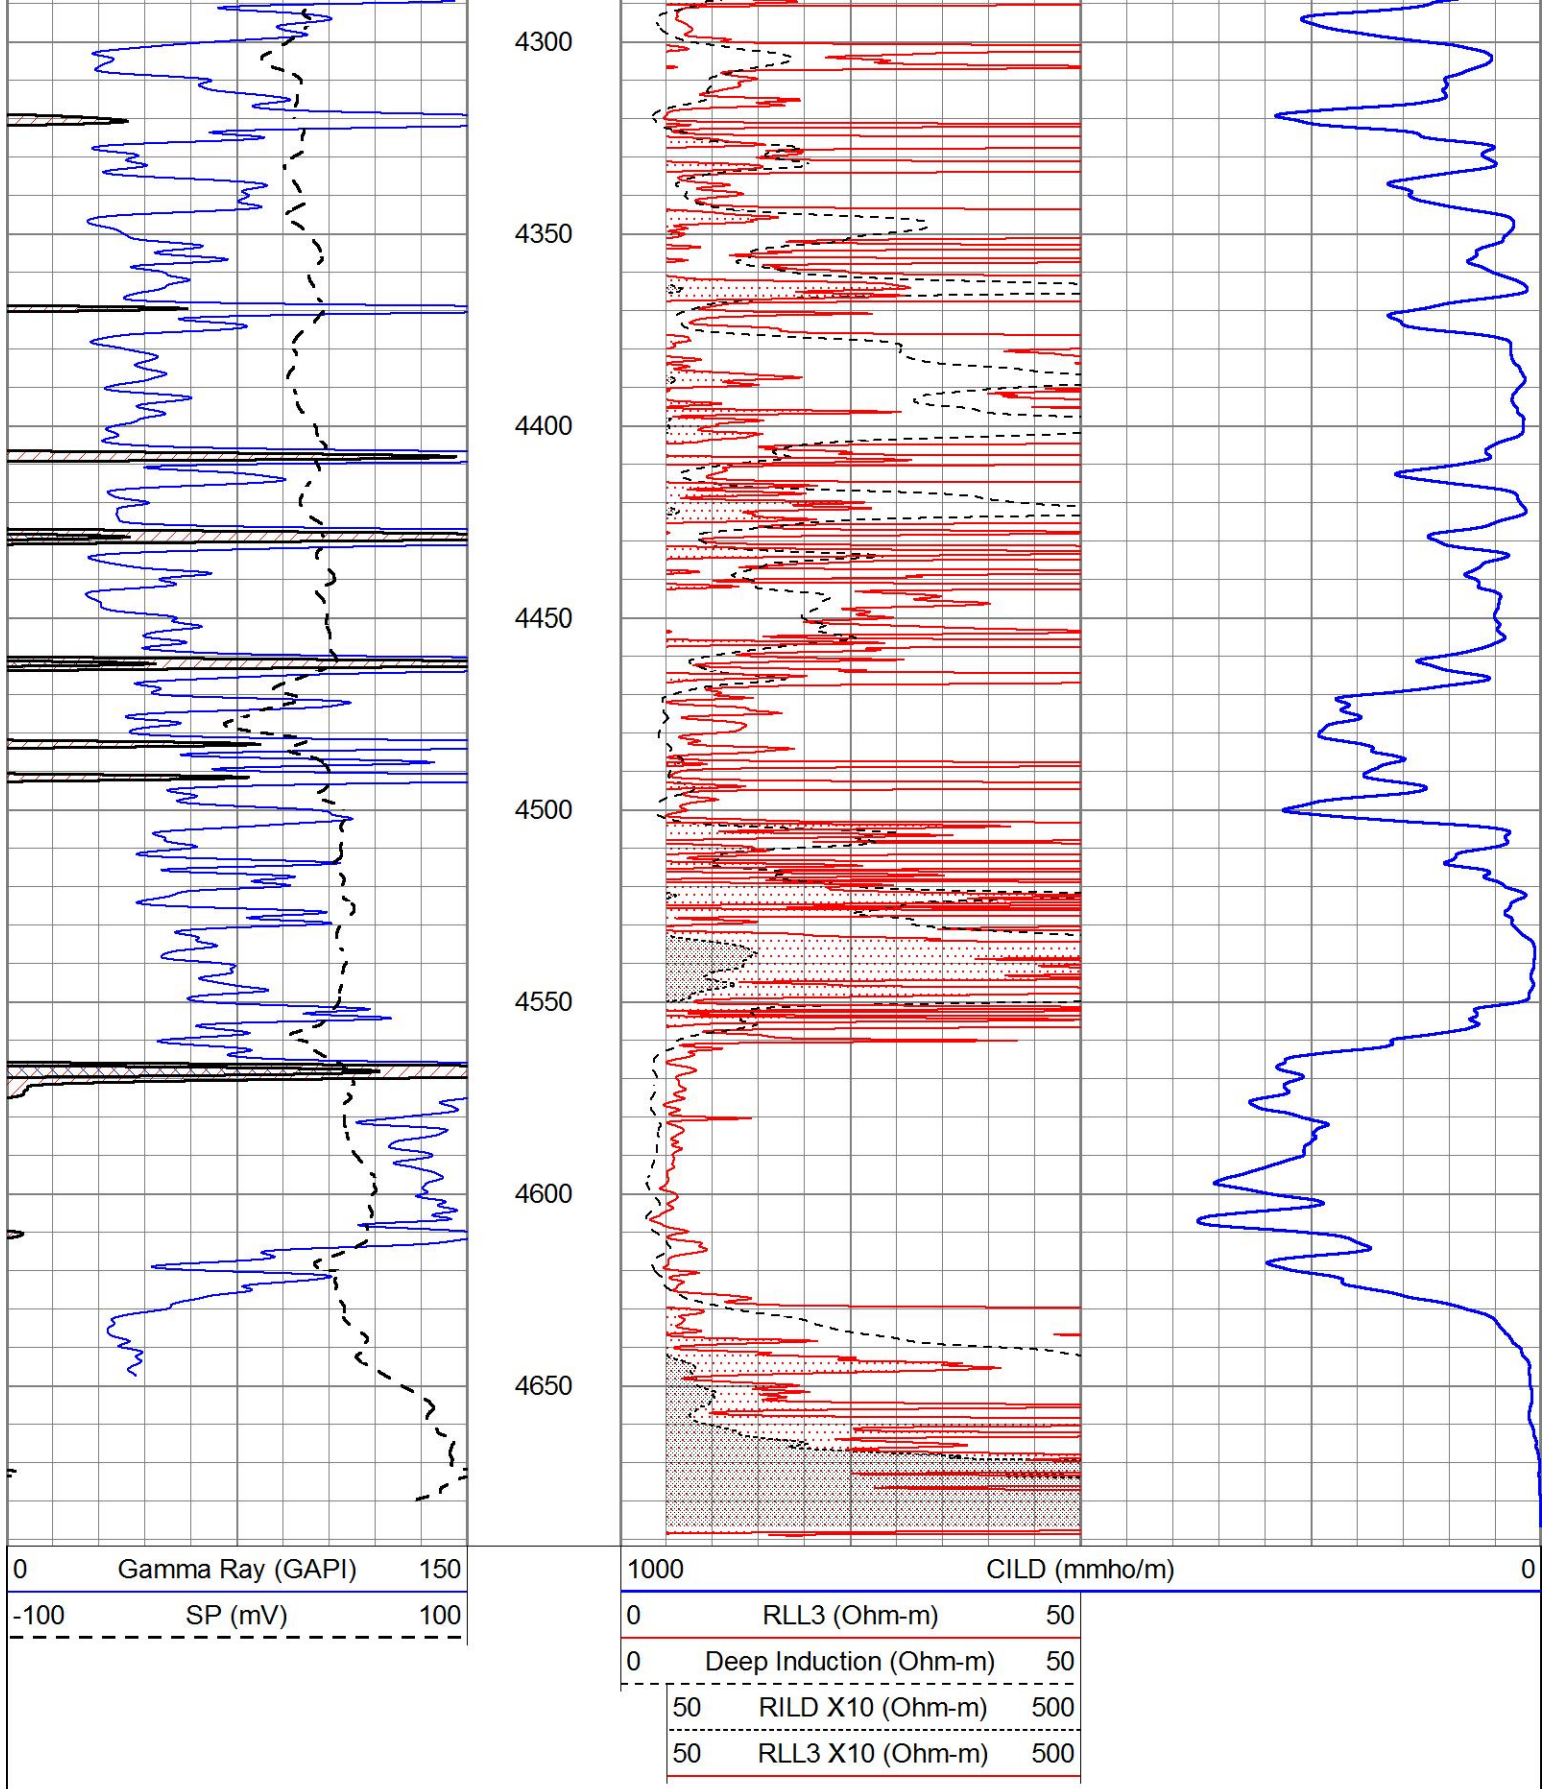 4300
4350
4400
4450
4500
4550
4600
4650
0 Gamma Ray (GAPI) 150
1000 CILD (mmho/m) 0
-100 SP (mV) 100
0 RLL3 (Ohm-m) 50
0 Deep Induction (Ohm-m) 50
50 RILD X10 (Ohm-m) 500
50 RLL3 X10 (Ohm-m) 500